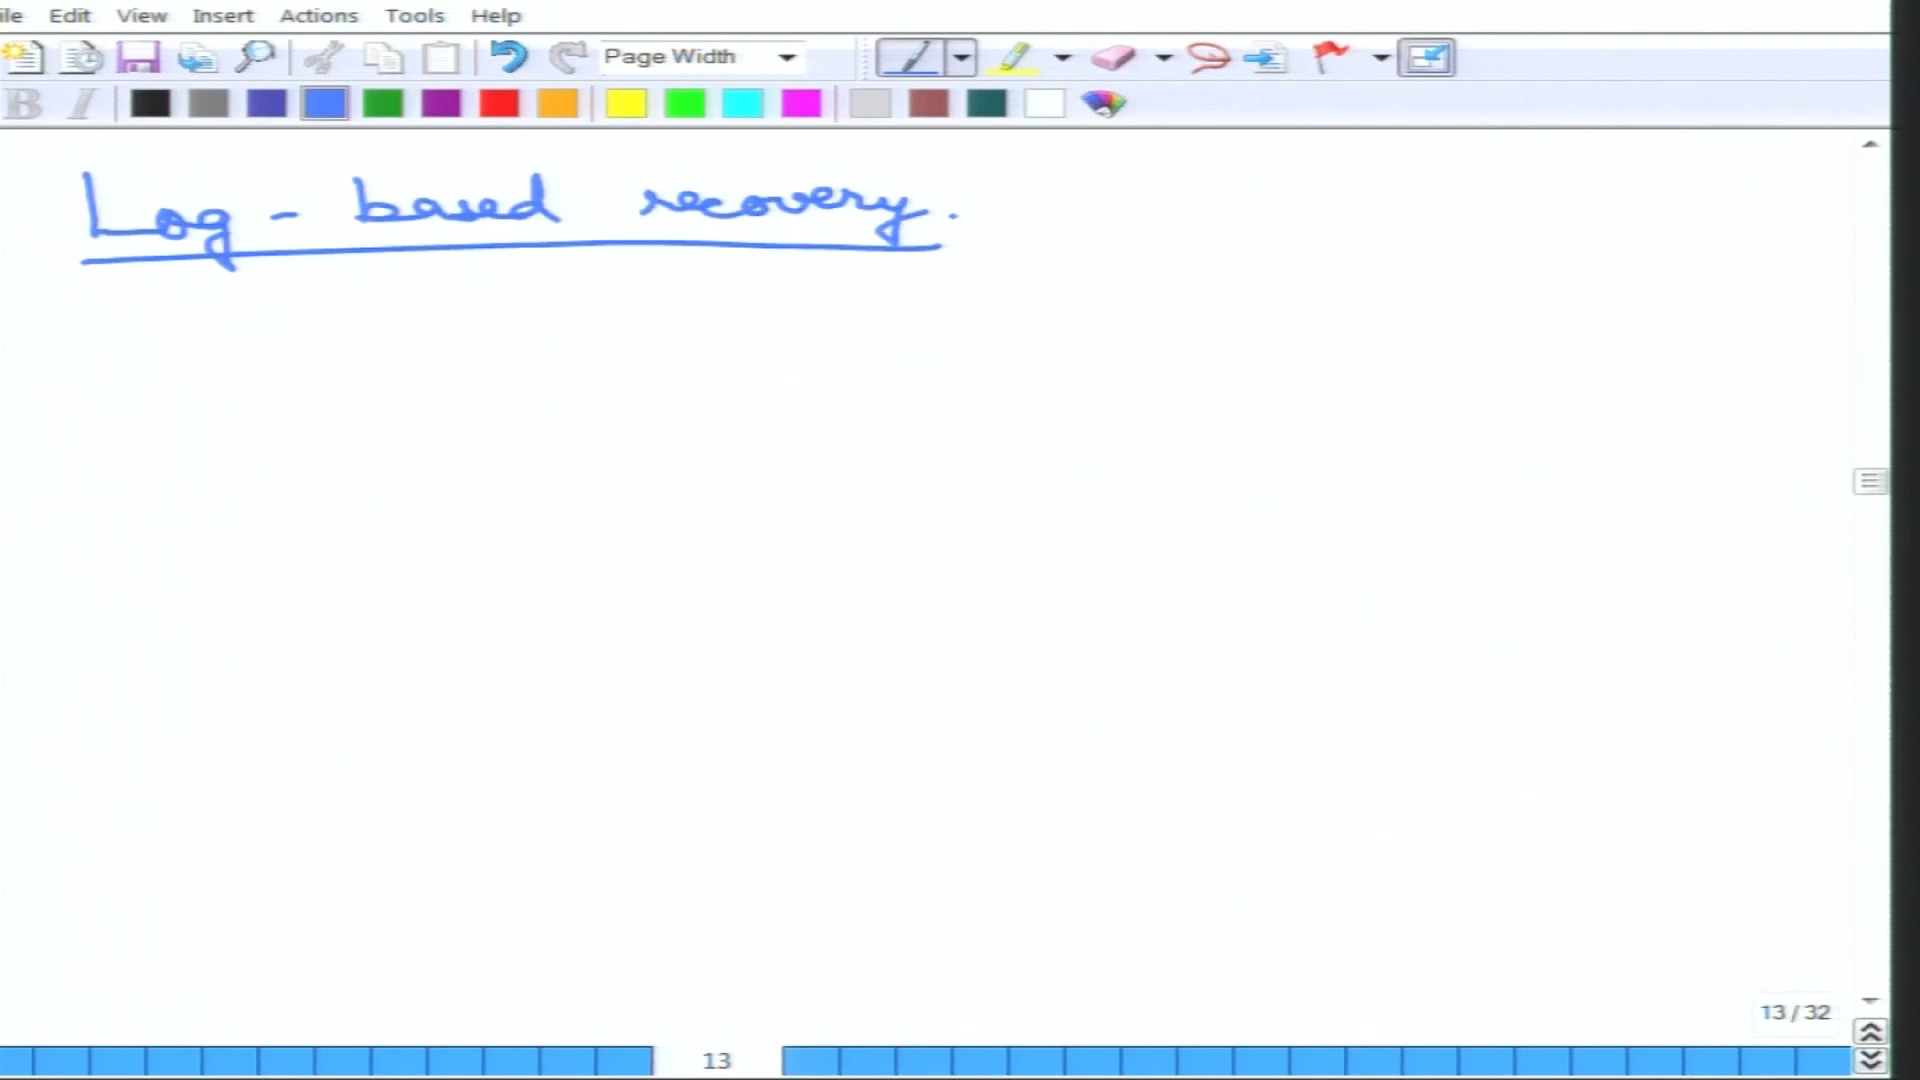 ile Edit View Insert Actions Tools Help
Page Width
B I
Log - based recovery.
13 / 32
13